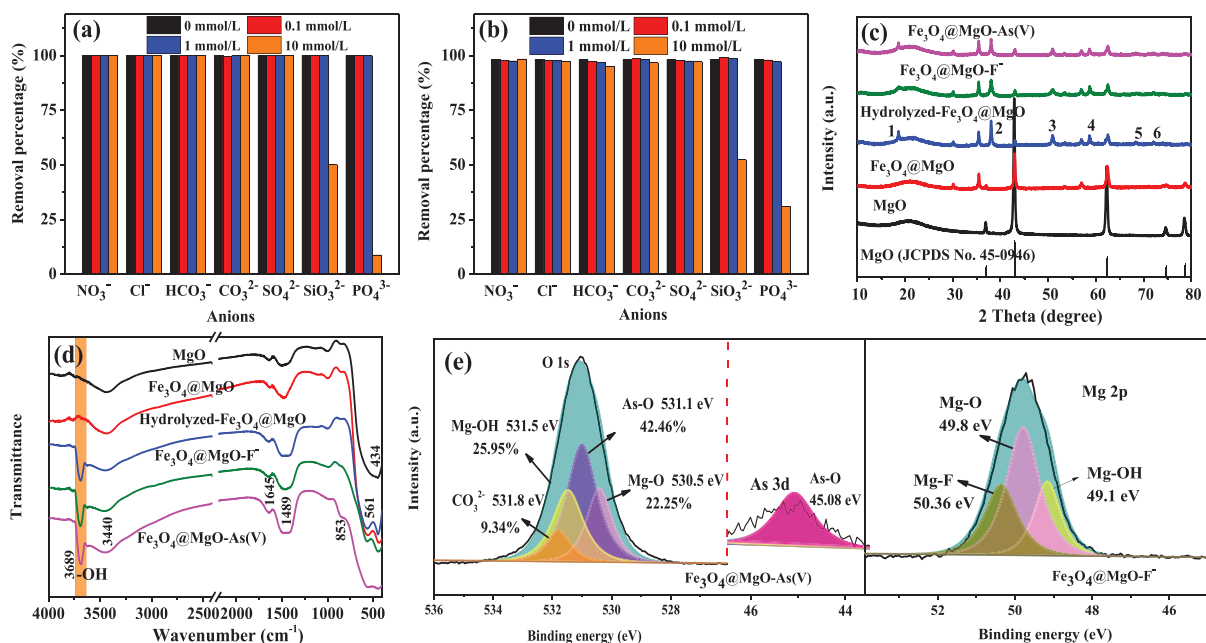 (a)
0 mmol/L 0.1 mmol/L
1 mmol/L 10 mmol/L
Removal percentage (%)
100
75
50
25
0
NO₃⁻ Cl⁻ HCO₃⁻ CO₃²⁻ SO₄²⁻ SiO₃²⁻ PO₄³⁻
Anions
(b)
0 mmol/L 0.1 mmol/L
1 mmol/L 10 mmol/L
Removal percentage (%)
100
75
50
25
0
NO₃⁻ Cl⁻ HCO₃⁻ CO₃²⁻ SO₄²⁻ SiO₃²⁻ PO₄³⁻
Anions
(c)
Intensity (a.u.)
Fe₃O₄@MgO-As(V)
Fe₃O₄@MgO-F⁻
Hydrolyzed-Fe₃O₄@MgO
1 2 3 4 5 6
Fe₃O₄@MgO
MgO
MgO (JCPDS No. 45-0946)
10 20 30 40 50 60 70 80
2 Theta (degree)
(d)
Transmittance
MgO
Fe₃O₄@MgO
Hydrolyzed-Fe₃O₄@MgO
Fe₃O₄@MgO-F⁻
Fe₃O₄@MgO-As(V)
3689
-OH
3440
1645
1489
853
561
434
4000 3500 3000 2500 2000 1500 1000 500
Wavenumber (cm⁻¹)
(e)
Intensity (a.u.)
O 1s
As-O 531.1 eV
42.46%
Mg-OH 531.5 eV
25.95%
Mg-O 530.5 eV
22.25%
CO₃²⁻ 531.8 eV
9.34%
As 3d
As-O
45.08 eV
Fe₃O₄@MgO-As(V)
536 534 532 530 528
Binding energy (eV)
46 44
Binding energy (eV)
Mg 2p
Mg-O
49.8 eV
Mg-F
50.36 eV
Mg-OH
49.1 eV
Fe₃O₄@MgO-F⁻
52 50 48 46
Binding energy (eV)